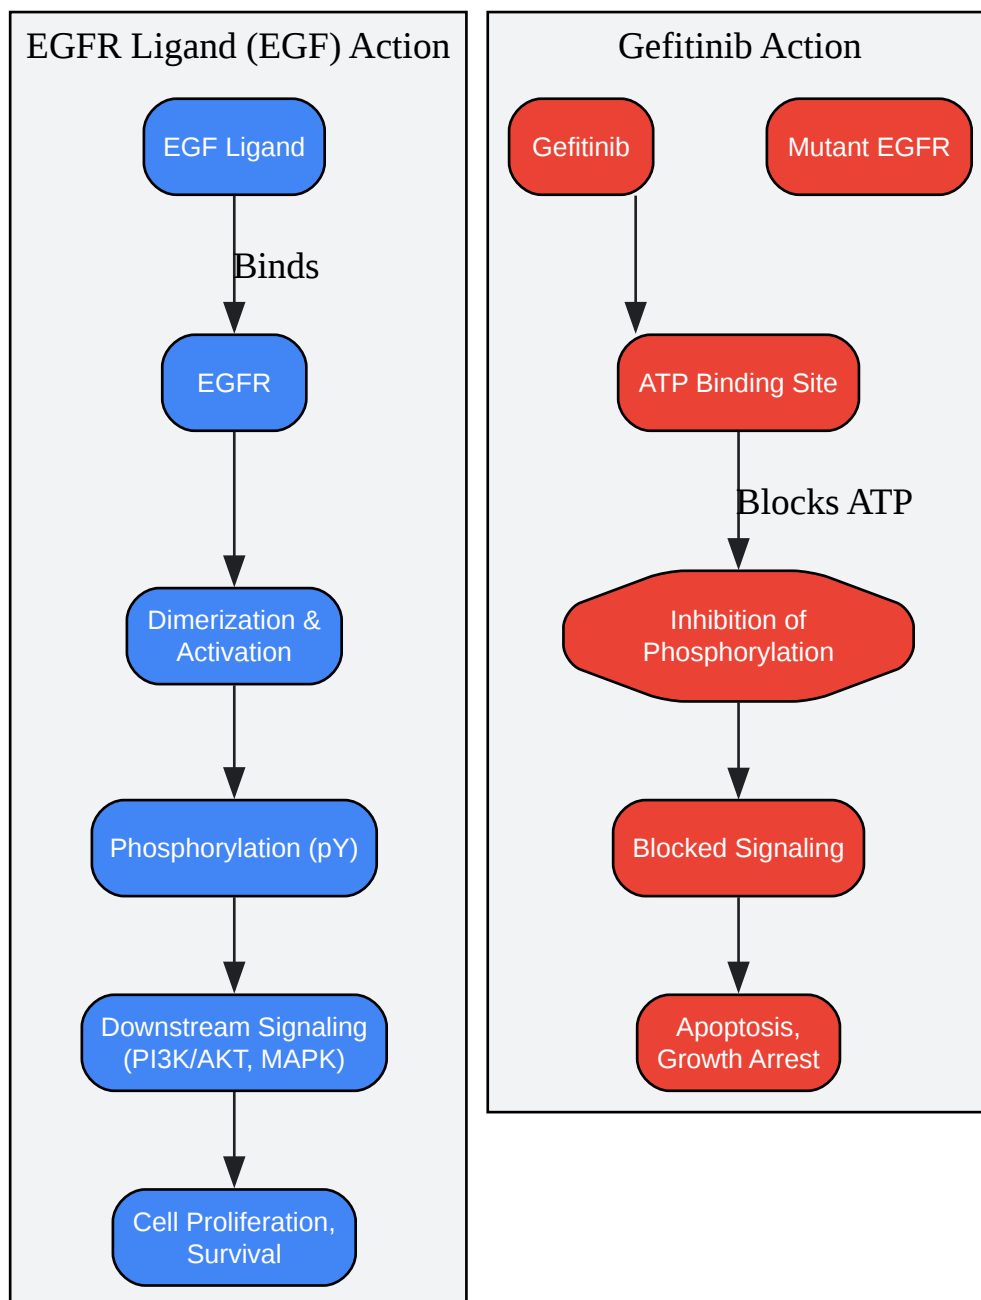 EGFR Ligand (EGF) Action
EGF Ligand
Binds
EGFR
Dimerization &
Activation
Phosphorylation (pY)
Downstream Signaling
(PI3K/AKT, MAPK)
Cell Proliferation,
Survival
Gefitinib Action
Gefitinib
Mutant EGFR
ATP Binding Site
Blocks ATP
Inhibition of
Phosphorylation
Blocked Signaling
Apoptosis,
Growth Arrest